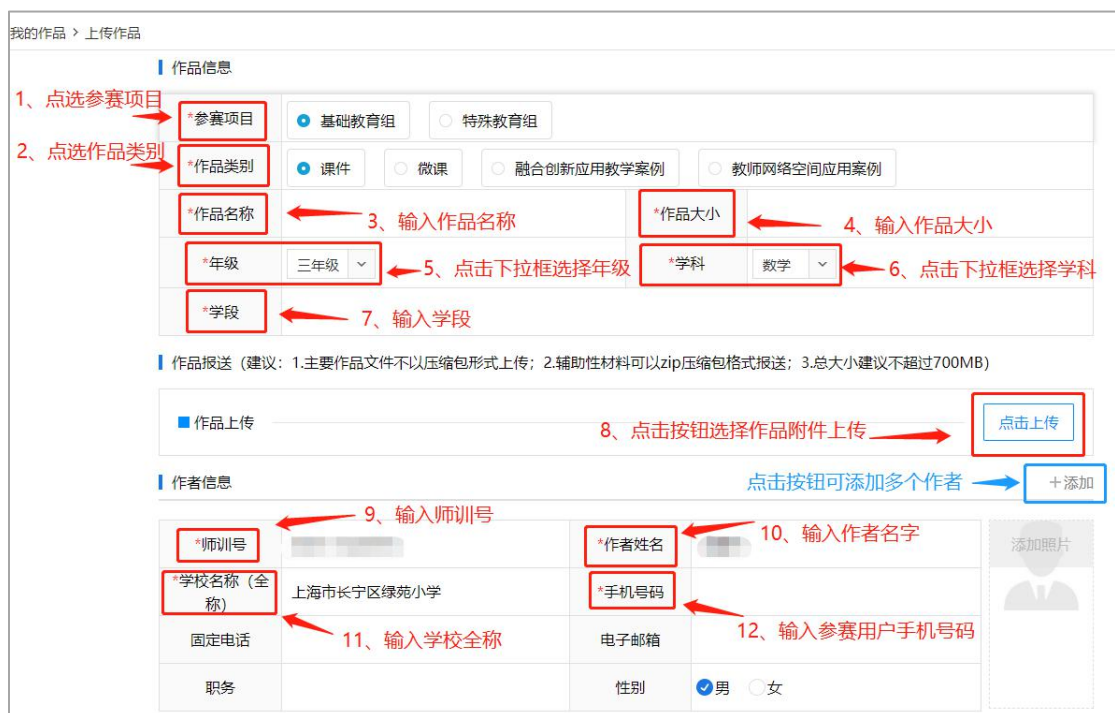 我的作品 > 上传作品
作品信息
1、点选参赛项目
*参赛项目 基础教育组 特殊教育组
2、点选作品类别
*作品类别 课件 微课 融合创新应用教学案例 教师网络空间应用案例
*作品名称 3、输入作品名称 *作品大小 4、输入作品大小
*年级 三年级 5、点击下拉框选择年级 *学科 数学 6、点击下拉框选择学科
*学段 7、输入学段
作品报送（建议：1.主要作品文件不以压缩包形式上传；2.辅助性材料可以zip压缩包格式报送；3.总大小建议不超过700MB）
作品上传 8、点击按钮选择作品附件上传 点击上传
作者信息 点击按钮可添加多个作者 +添加
9、输入师训号
*师训号 *作者姓名 10、输入作者名字 添加照片
*学校名称（全
称） 上海市长宁区绿苑小学 *手机号码
固定电话 11、输入学校全称 电子邮箱 12、输入参赛用户手机号码
职务 性别 男 女